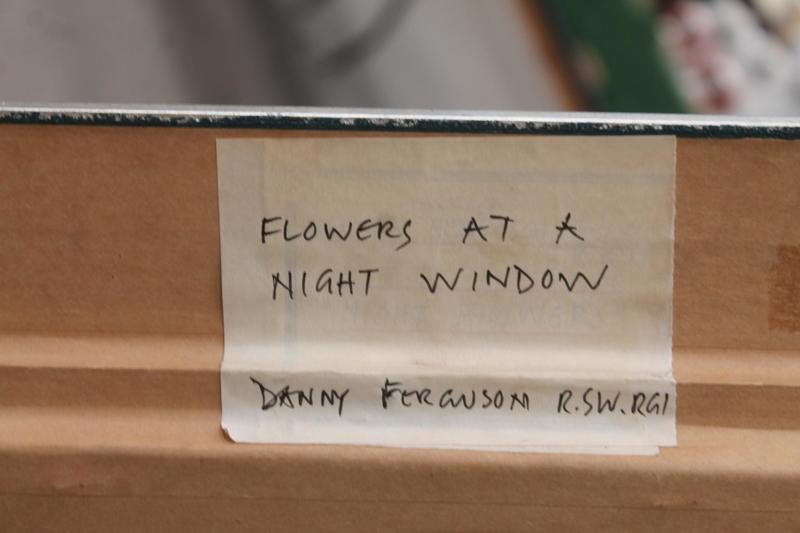 FLOWERS AT A
NIGHT WINDOW
DANNY FERGUSON R.SW.RGI